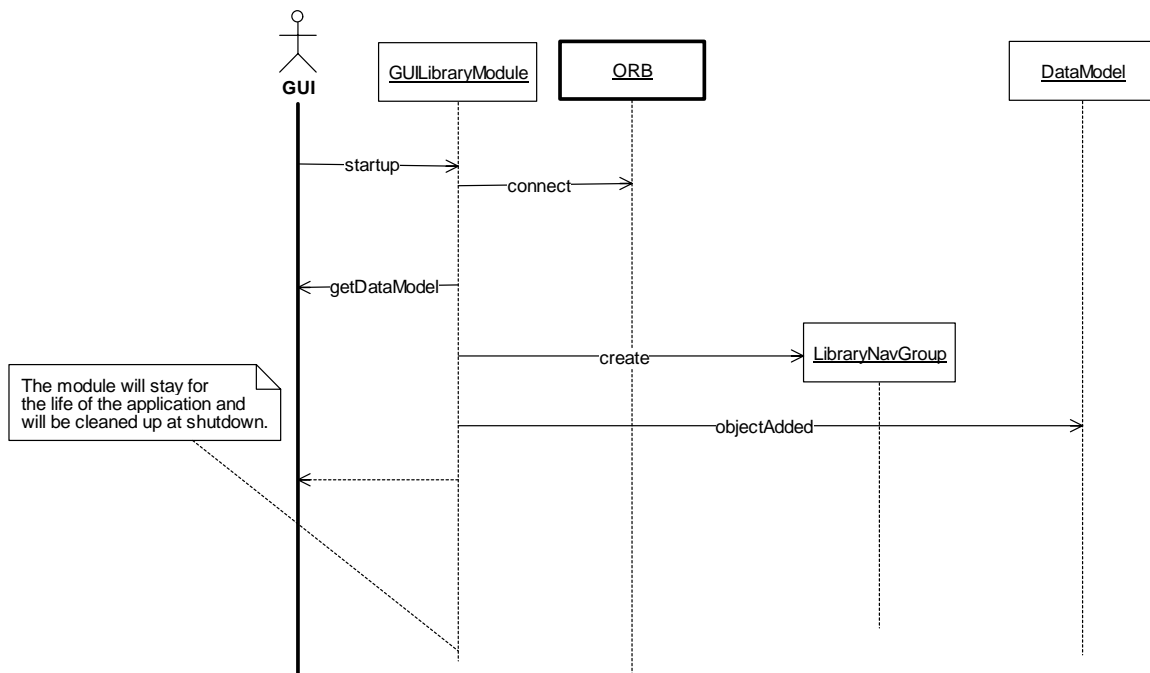 GUI
GUILibraryModule
ORB
DataModel
startup
connect
getDataModel
create
LibraryNavGroup
The module will stay for
the life of the application and
will be cleaned up at shutdown.
objectAdded